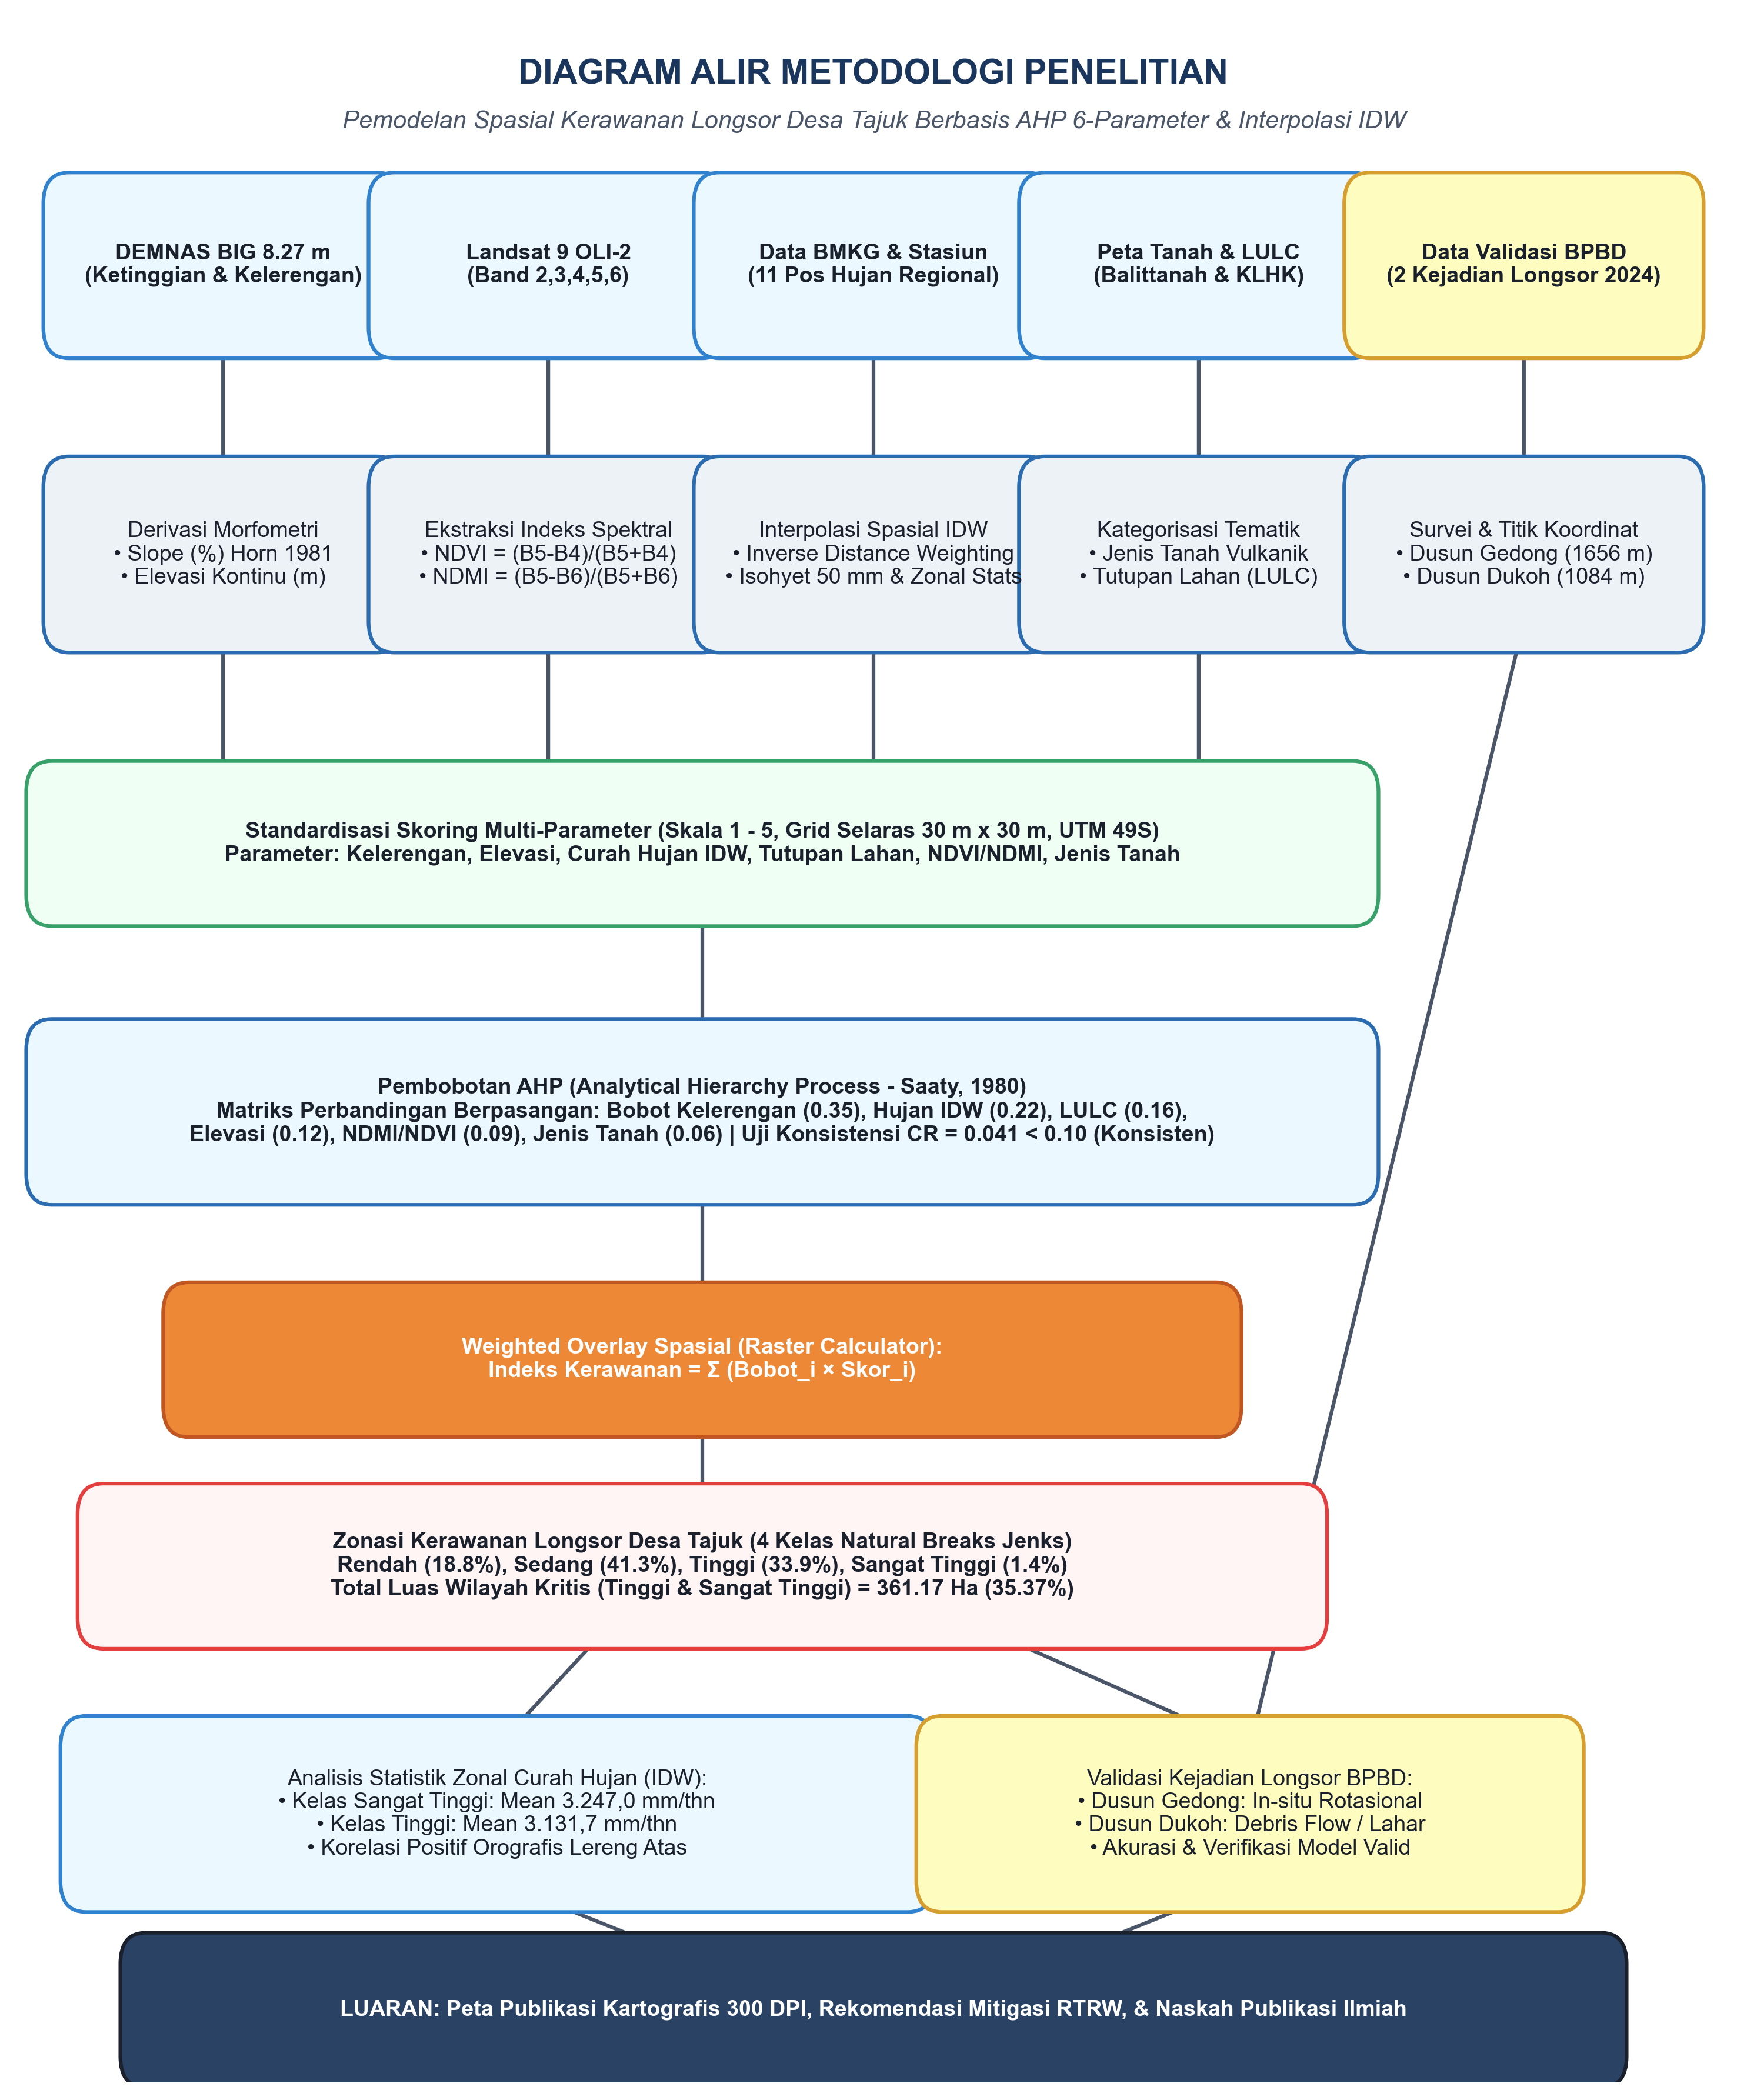 DIAGRAM ALIR METODOLOGI PENELITIAN
Pemodelan Spasial Kerawanan Longsor Desa Tajuk Berbasis AHP 6-Parameter & Interpolasi IDW
DEMNAS BIG 8.27 m
(Ketinggian & Kelerengan)
Landsat 9 OLI-2
(Band 2,3,4,5,6)
Data BMKG & Stasiun
(11 Pos Hujan Regional)
Peta Tanah & LULC
(Balittanah & KLHK)
Data Validasi BPBD
(2 Kejadian Longsor 2024)
Derivasi Morfometri
• Slope (%) Horn 1981
• Elevasi Kontinu (m)
Ekstraksi Indeks Spektral
• NDVI = (B5-B4)/(B5+B4)
• NDMI = (B5-B6)/(B5+B6)
Interpolasi Spasial IDW
• Inverse Distance Weighting
• Isohyet 50 mm & Zonal Stats
Kategorisasi Tematik
• Jenis Tanah Vulkanik
• Tutupan Lahan (LULC)
Survei & Titik Koordinat
• Dusun Gedong (1656 m)
• Dusun Dukoh (1084 m)
Standardisasi Skoring Multi-Parameter (Skala 1 - 5, Grid Selaras 30 m x 30 m, UTM 49S)
Parameter: Kelerengan, Elevasi, Curah Hujan IDW, Tutupan Lahan, NDVI/NDMI, Jenis Tanah
Pembobotan AHP (Analytical Hierarchy Process - Saaty, 1980)
Matriks Perbandingan Berpasangan: Bobot Kelerengan (0.35), Hujan IDW (0.22), LULC (0.16),
Elevasi (0.12), NDMI/NDVI (0.09), Jenis Tanah (0.06) | Uji Konsistensi CR = 0.041 < 0.10 (Konsisten)
Weighted Overlay Spasial (Raster Calculator):
Indeks Kerawanan = Σ (Bobot_i × Skor_i)
Zonasi Kerawanan Longsor Desa Tajuk (4 Kelas Natural Breaks Jenks)
Rendah (18.8%), Sedang (41.3%), Tinggi (33.9%), Sangat Tinggi (1.4%)
Total Luas Wilayah Kritis (Tinggi & Sangat Tinggi) = 361.17 Ha (35.37%)
Analisis Statistik Zonal Curah Hujan (IDW):
• Kelas Sangat Tinggi: Mean 3.247,0 mm/thn
• Kelas Tinggi: Mean 3.131,7 mm/thn
• Korelasi Positif Orografis Lereng Atas
Validasi Kejadian Longsor BPBD:
• Dusun Gedong: In-situ Rotasional
• Dusun Dukoh: Debris Flow / Lahar
• Akurasi & Verifikasi Model Valid
LUARAN: Peta Publikasi Kartografis 300 DPI, Rekomendasi Mitigasi RTRW, & Naskah Publikasi Ilmiah